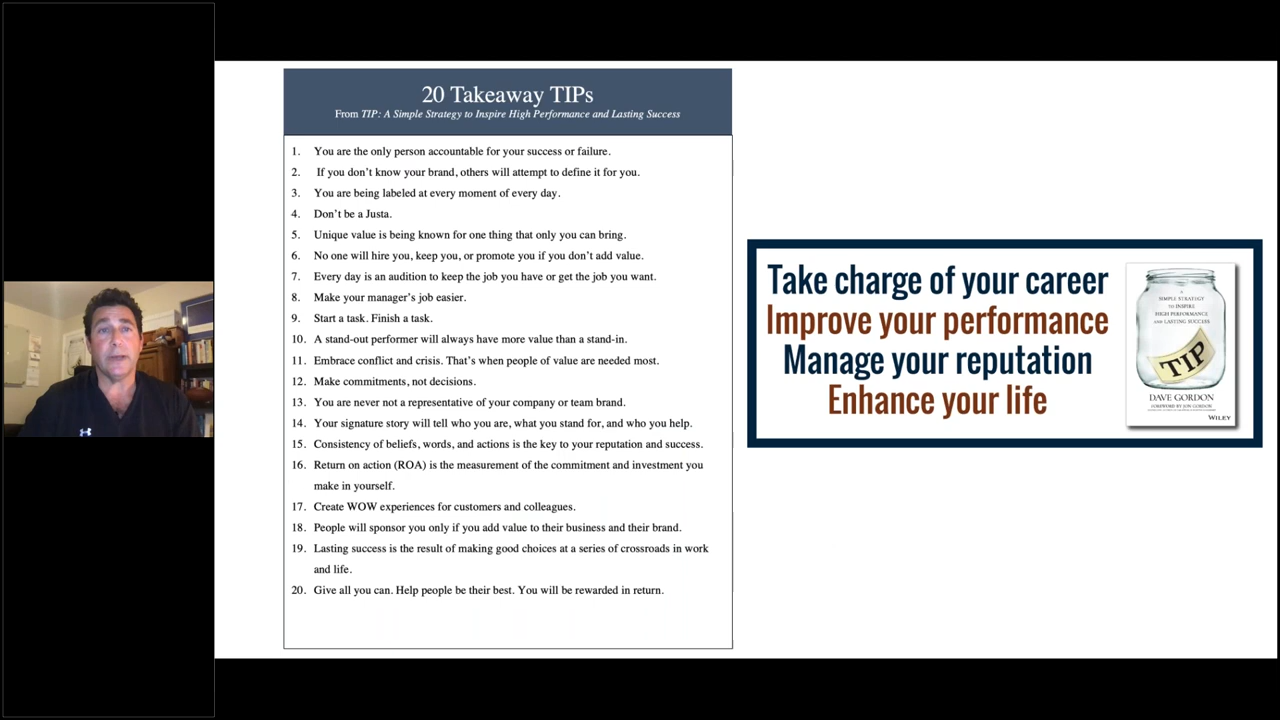 20 Takeaway TIPs
From TIP: A Simple Strategy to Inspire High Performance and Lasting Success
1. You are the only person accountable for your success or failure.
2. If you don't know your brand, others will attempt to define it for you.
3. You are being labeled at every moment of every day.
4. Don't be a Justa.
5. Unique value is being known for one thing that only you can bring.
6. No one will hire you, keep you, or promote you if you don't add value.
7. Every day is an audition to keep the job you have or get the job you want.
8. Make your manager's job easier.
9. Start a task. Finish a task.
10. A stand-out performer will always have more value than a stand-in.
11. Embrace conflict and crisis. That's when people of value are needed most.
12. Make commitments, not decisions.
13. You are never not a representative of your company or team brand.
14. Your signature story will tell who you are, what you stand for, and who you help.
15. Consistency of beliefs, words, and actions is the key to your reputation and success.
16. Return on action (ROA) is the measurement of the commitment and investment you
make in yourself.
17. Create WOW experiences for customers and colleagues.
18. People will sponsor you only if you add value to their business and their brand.
19. Lasting success is the result of making good choices at a series of crossroads in work
and life.
20. Give all you can. Help people be their best. You will be rewarded in return.
Take charge of your career
Improve your performance
Manage your reputation
Enhance your life
A
SIMPLE STRATEGY
TO INSPIRE
HIGH PERFORMANCE
AND LASTING SUCCESS
TIP
DAVE GORDON
FOREWORD BY JON GORDON
WILEY